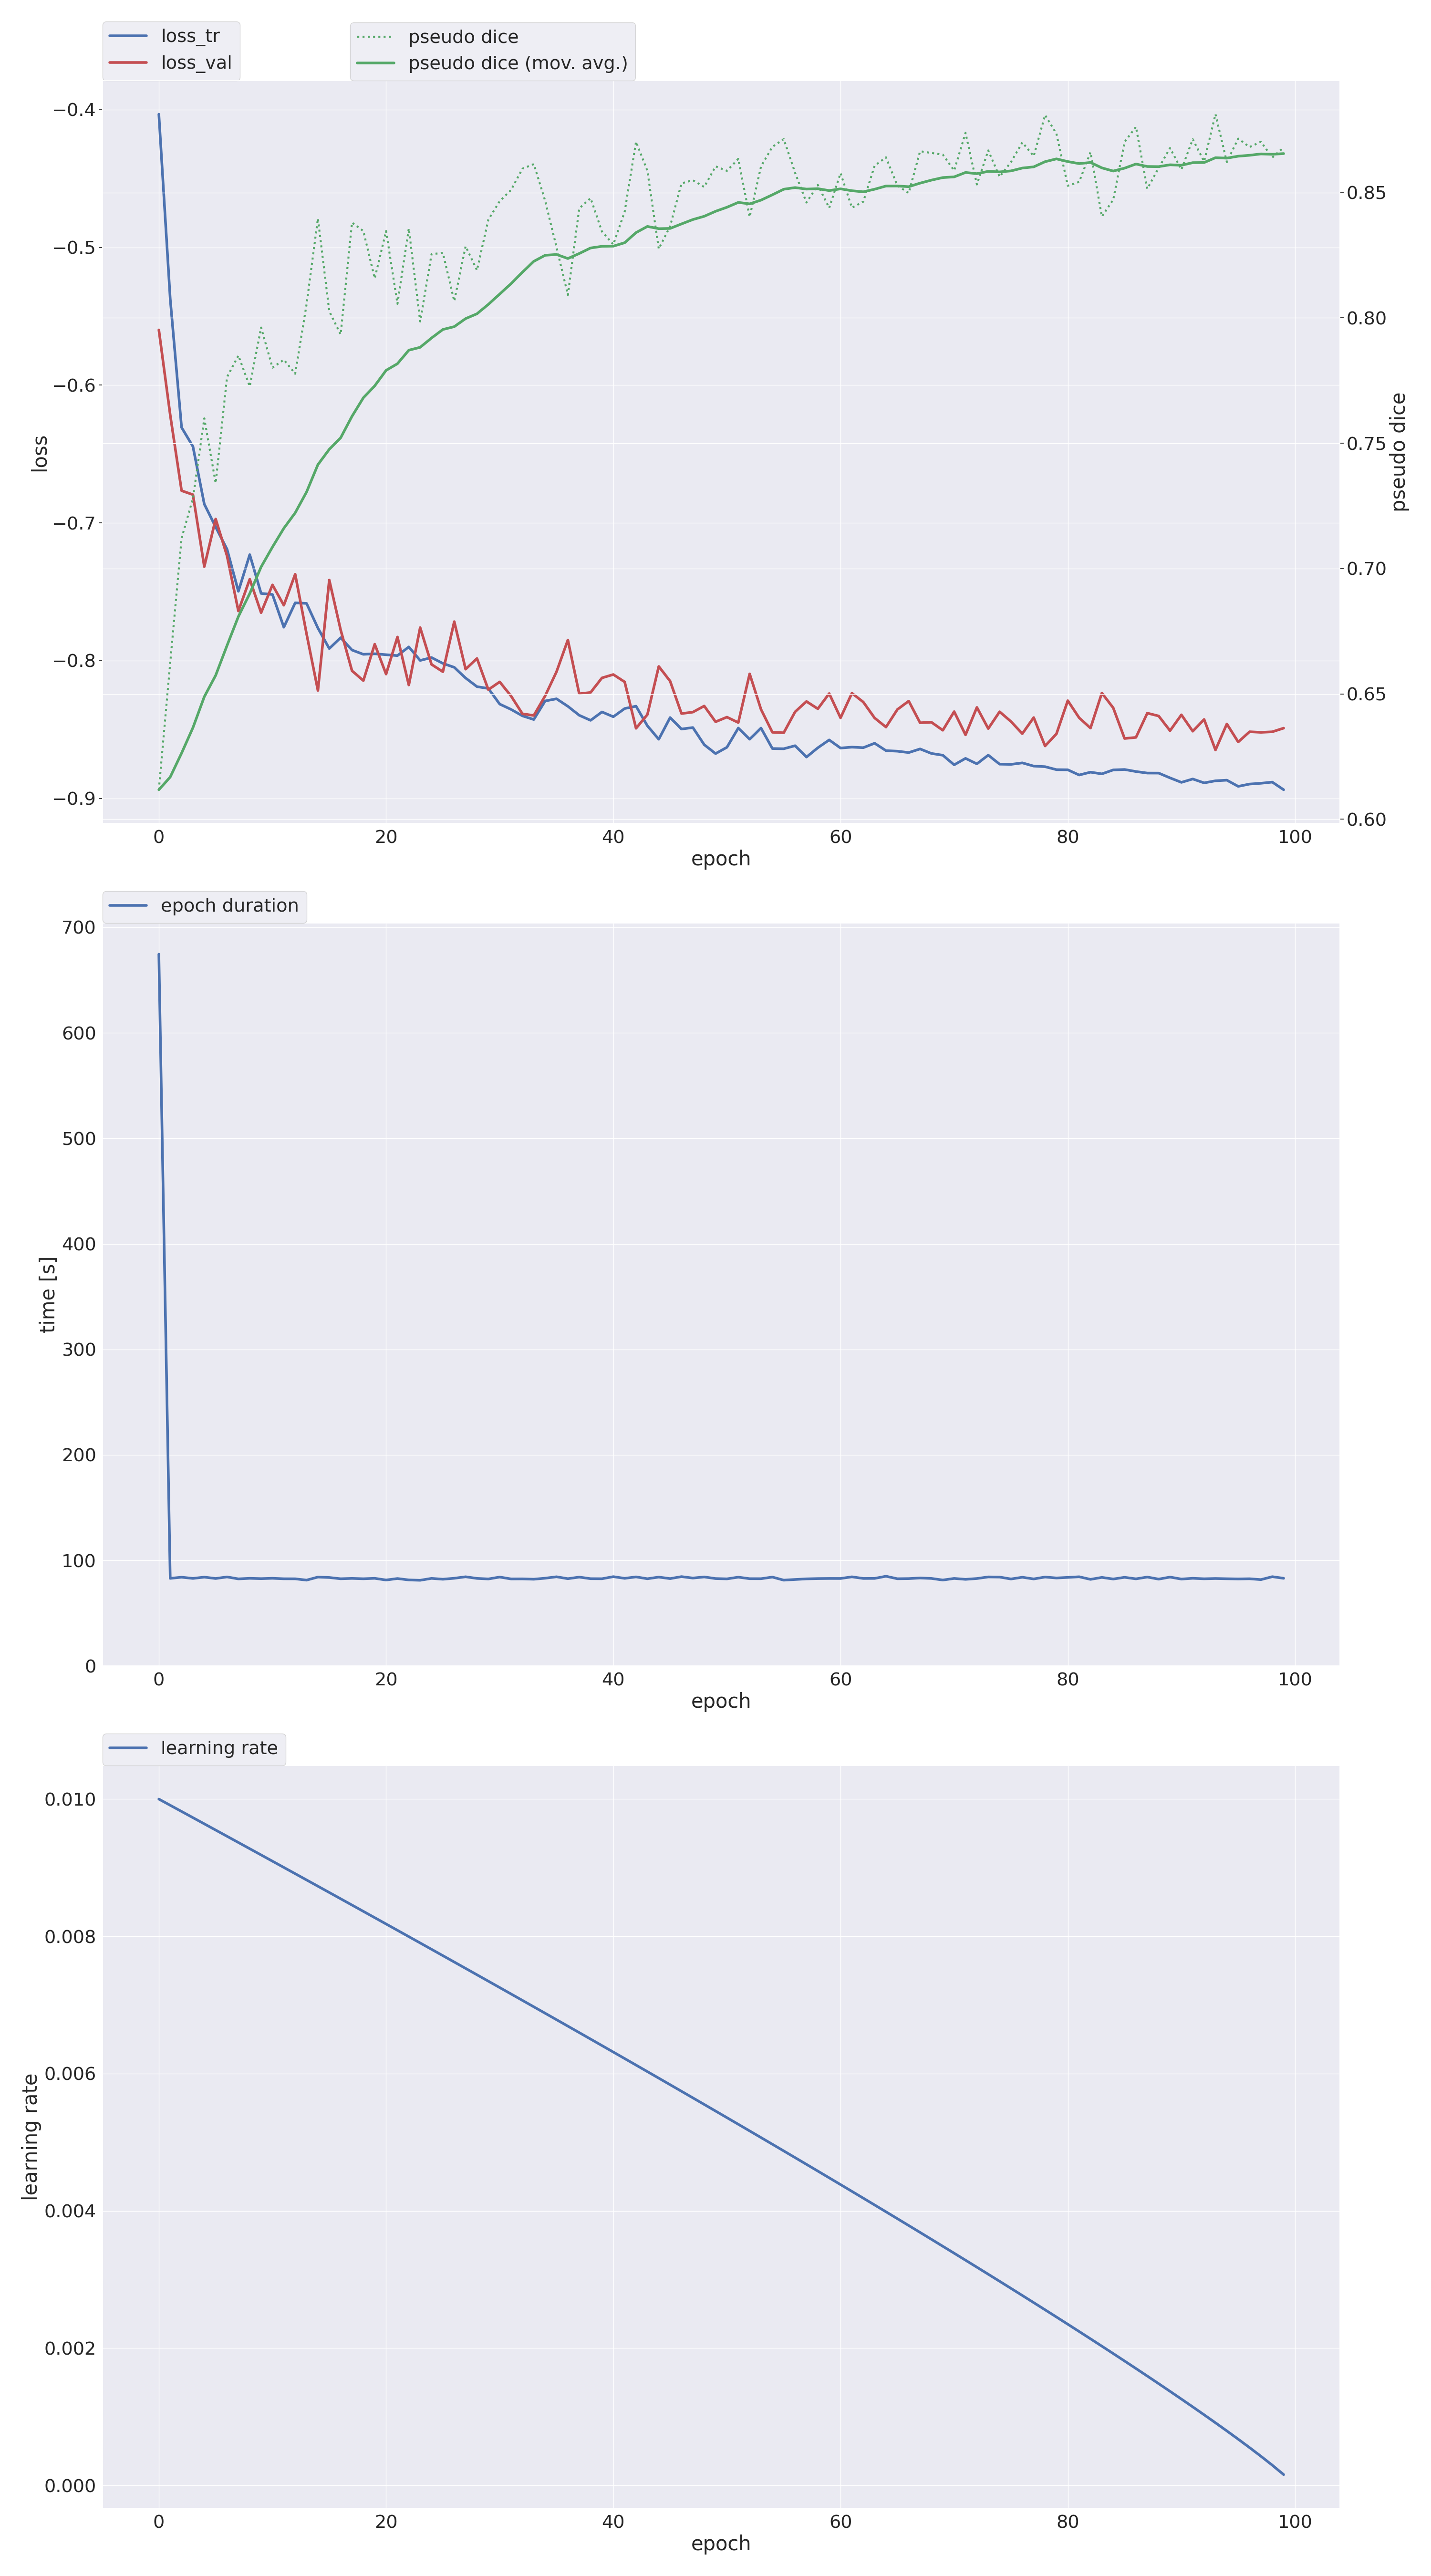 loss_tr
loss_val
pseudo dice
pseudo dice (mov. avg.)
−0.4
−0.5
−0.6
−0.7
−0.8
−0.9
loss
0.85
0.80
0.75
0.70
0.65
0.60
pseudo dice
0 20 40 60 80 100
epoch
epoch duration
700
600
500
400
300
200
100
0
time [s]
0 20 40 60 80 100
epoch
learning rate
0.010
0.008
0.006
0.004
0.002
0.000
learning rate
0 20 40 60 80 100
epoch